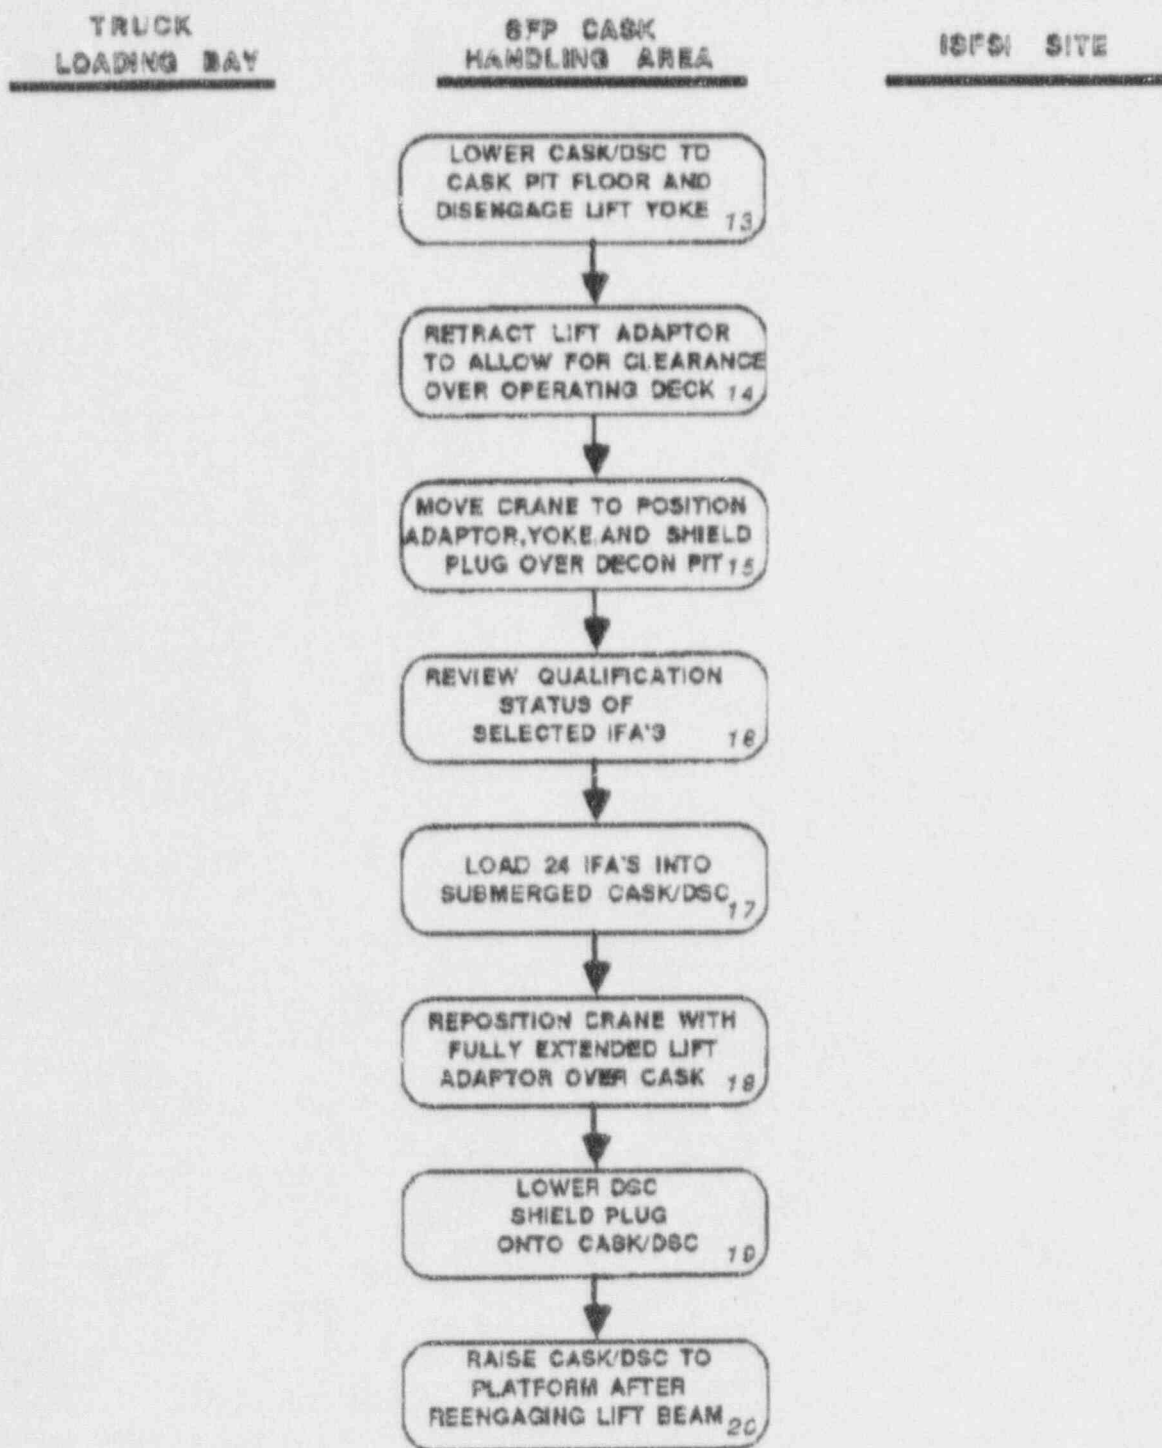 TRUCK
LOADING BAY
SFP CASK
HANDLING AREA
ISFSI SITE
LOWER CASK/DSC TO
CASK PIT FLOOR AND
DISENGAGE LIFT YOKE 13
RETRACT LIFT ADAPTOR
TO ALLOW FOR CLEARANCE
OVER OPERATING DECK 14
MOVE CRANE TO POSITION
ADAPTOR, YOKE, AND SHIELD
PLUG OVER DECON PIT 15
REVIEW QUALIFICATION
STATUS OF
SELECTED IFA'S 16
LOAD 24 IFA'S INTO
SUBMERGED CASK/DSC 17
REPOSITION CRANE WITH
FULLY EXTENDED LIFT
ADAPTOR OVER CASK 18
LOWER DSC
SHIELD PLUG
ONTO CASK/DSC 19
RAISE CASK/DSC TO
PLATFORM AFTER
REENGAGING LIFT BEAM 20